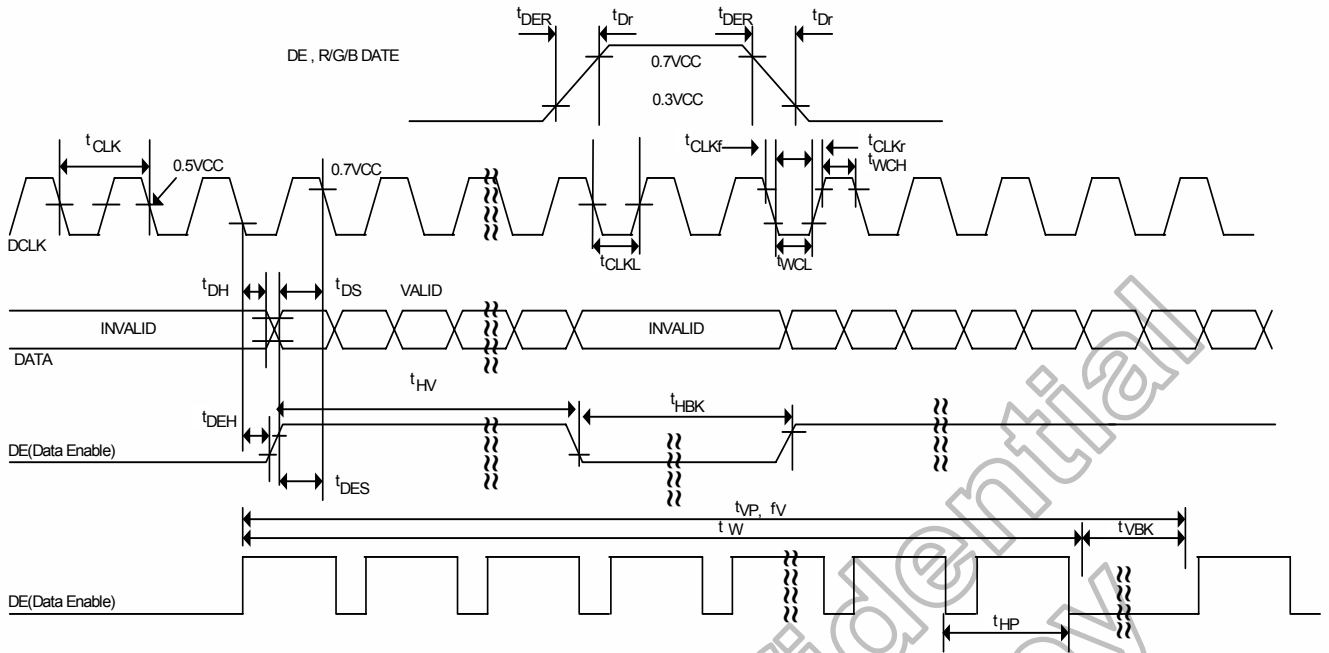 tDER tDr tDER tDr
DE , R/G/B DATE
0.7VCC
0.3VCC
tCLK 0.5VCC 0.7VCC tCLKf tCLKr
tWCH
DCLK
tCLKL tWCL
tDH tDS VALID
INVALID INVALID
DATA
tHV
tDEH tHBK
DE(Data Enable)
tDES
tVP, fV
tW tVBK
DE(Data Enable)
tHP